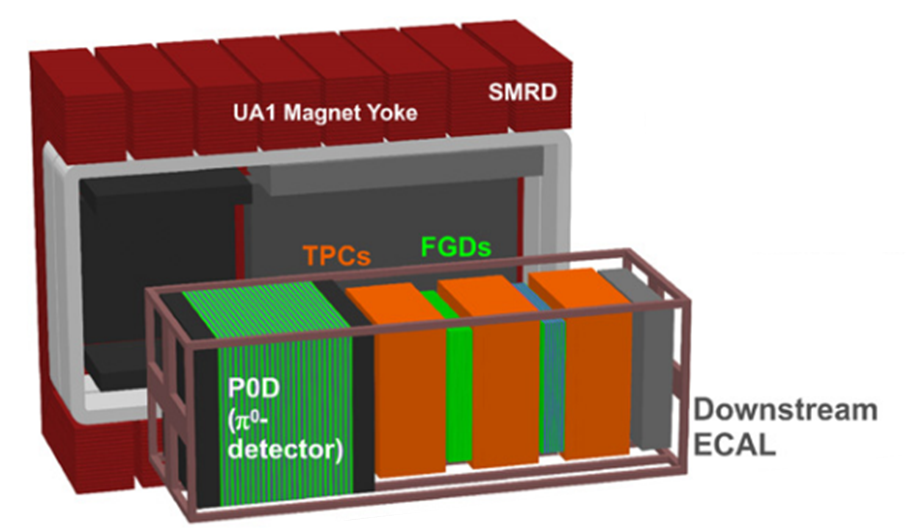 SMRD
UA1 Magnet Yoke
TPCs
FGDs
P0D
(π⁰-
detector)
Downstream
ECAL